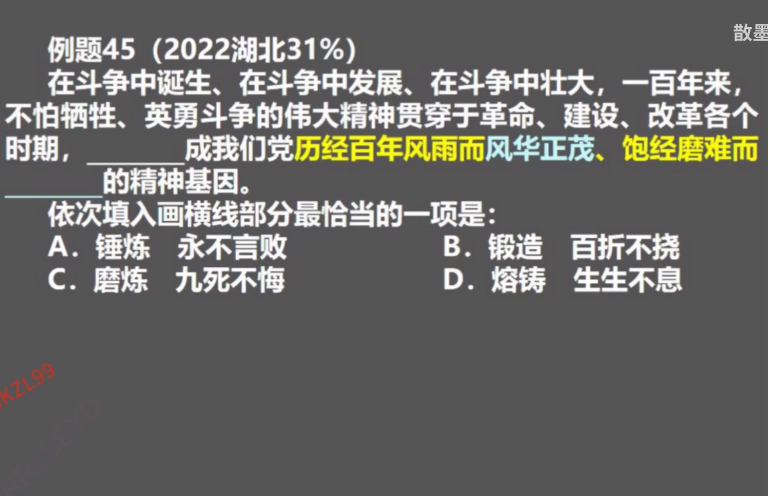 散墨
例题45（2022湖北31%）
在斗争中诞生、在斗争中发展、在斗争中壮大，一百年来，
不怕牺牲、英勇斗争的伟大精神贯穿于革命、建设、改革各个
时期，________成我们党历经百年风雨而风华正茂、饱经磨难而
________的精神基因。
依次填入画横线部分最恰当的一项是：
A．锤炼　永不言败　　B．锻造　百折不挠
C．磨炼　九死不悔　　D．熔铸　生生不息
KZL99